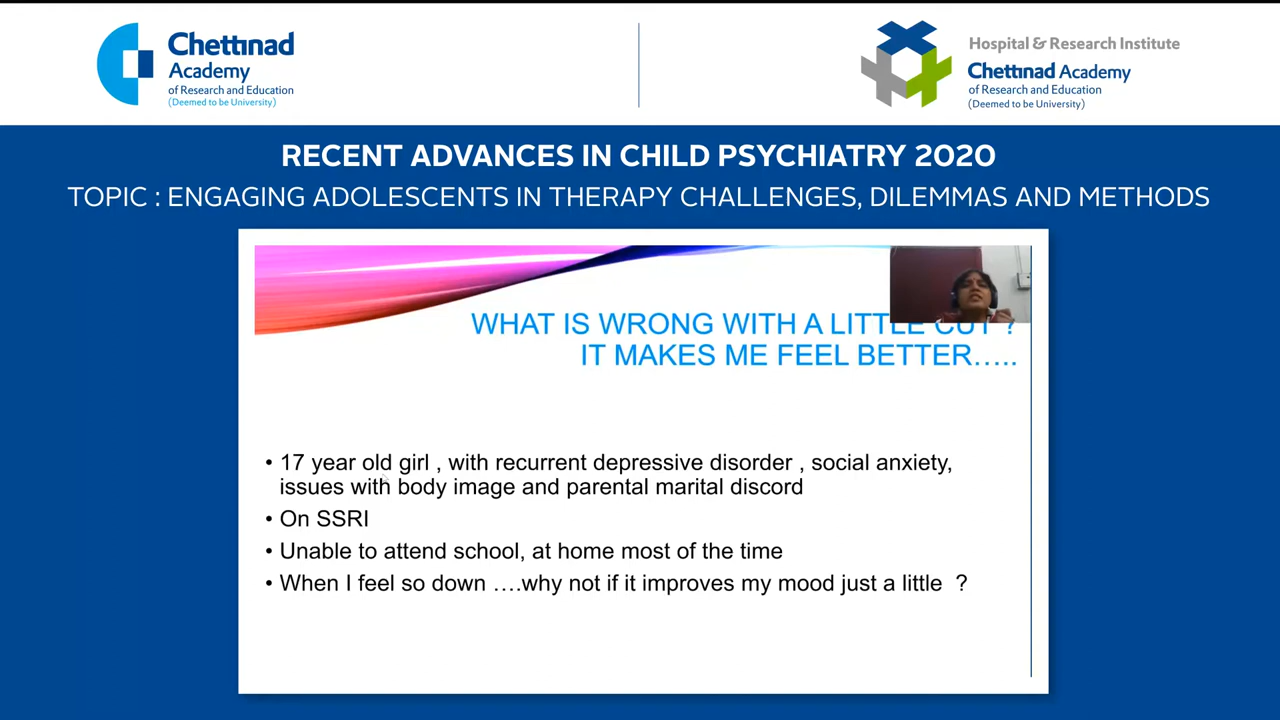 Chettinad
Academy
of Research and Education
(Deemed to be University)
Hospital & Research Institute
Chettinad Academy
of Research and Education
(Deemed to be University)
RECENT ADVANCES IN CHILD PSYCHIATRY 2020
TOPIC : ENGAGING ADOLESCENTS IN THERAPY CHALLENGES, DILEMMAS AND METHODS
WHAT IS WRONG WITH A LITTLE CUT ?
IT MAKES ME FEEL BETTER…..
• 17 year old girl , with recurrent depressive disorder , social anxiety,
issues with body image and parental marital discord
• On SSRI
• Unable to attend school, at home most of the time
• When I feel so down ….why not if it improves my mood just a little ?